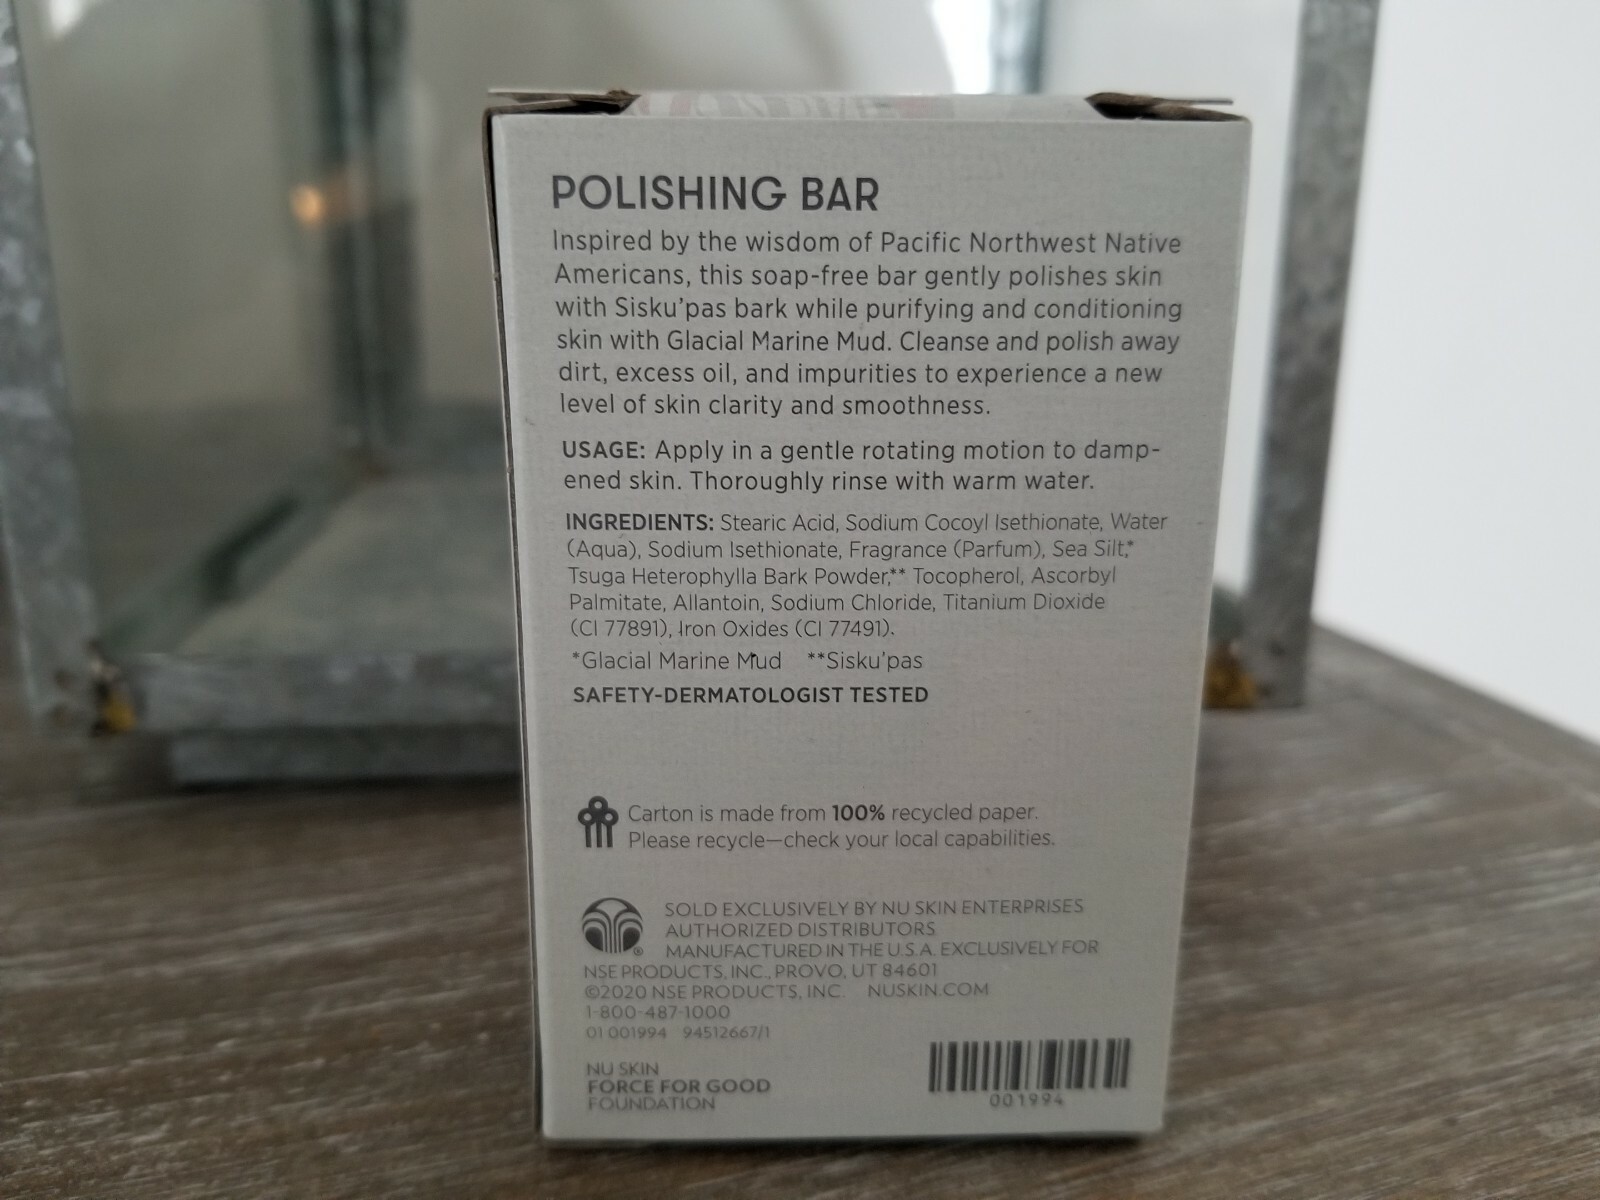 POLISHING BAR
Inspired by the wisdom of Pacific Northwest Native
Americans, this soap-free bar gently polishes skin
with Sisku'pas bark while purifying and conditioning
skin with Glacial Marine Mud. Cleanse and polish away
dirt, excess oil, and impurities to experience a new
level of skin clarity and smoothness.
USAGE: Apply in a gentle rotating motion to damp-
ened skin. Thoroughly rinse with warm water.
INGREDIENTS: Stearic Acid, Sodium Cocoyl Isethionate, Water
(Aqua), Sodium Isethionate, Fragrance (Parfum), Sea Silt,*
Tsuga Heterophylla Bark Powder,** Tocopherol, Ascorbyl
Palmitate, Allantoin, Sodium Chloride, Titanium Dioxide
(CI 77891), Iron Oxides (CI 77491).
*Glacial Marine Mud **Sisku'pas
SAFETY-DERMATOLOGIST TESTED
Carton is made from 100% recycled paper.
Please recycle—check your local capabilities.
SOLD EXCLUSIVELY BY NU SKIN ENTERPRISES
AUTHORIZED DISTRIBUTORS
MANUFACTURED IN THE U.S.A. EXCLUSIVELY FOR
NSE PRODUCTS, INC., PROVO, UT 84601
©2020 NSE PRODUCTS, INC. NUSKIN.COM
1-800-487-1000
01 001994 94512667/1
NU SKIN
FORCE FOR GOOD
FOUNDATION
001994